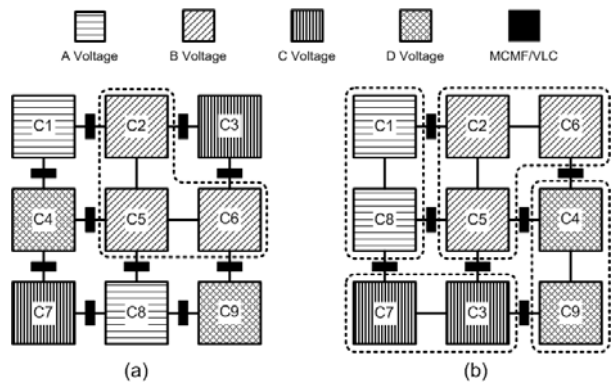 A Voltage B Voltage C Voltage D Voltage MCMF/VLC
C1 C2 C3 C1 C2 C6
C4 C5 C6 C8 C5 C4
C7 C8 C9 C7 C3 C9
(a) (b)